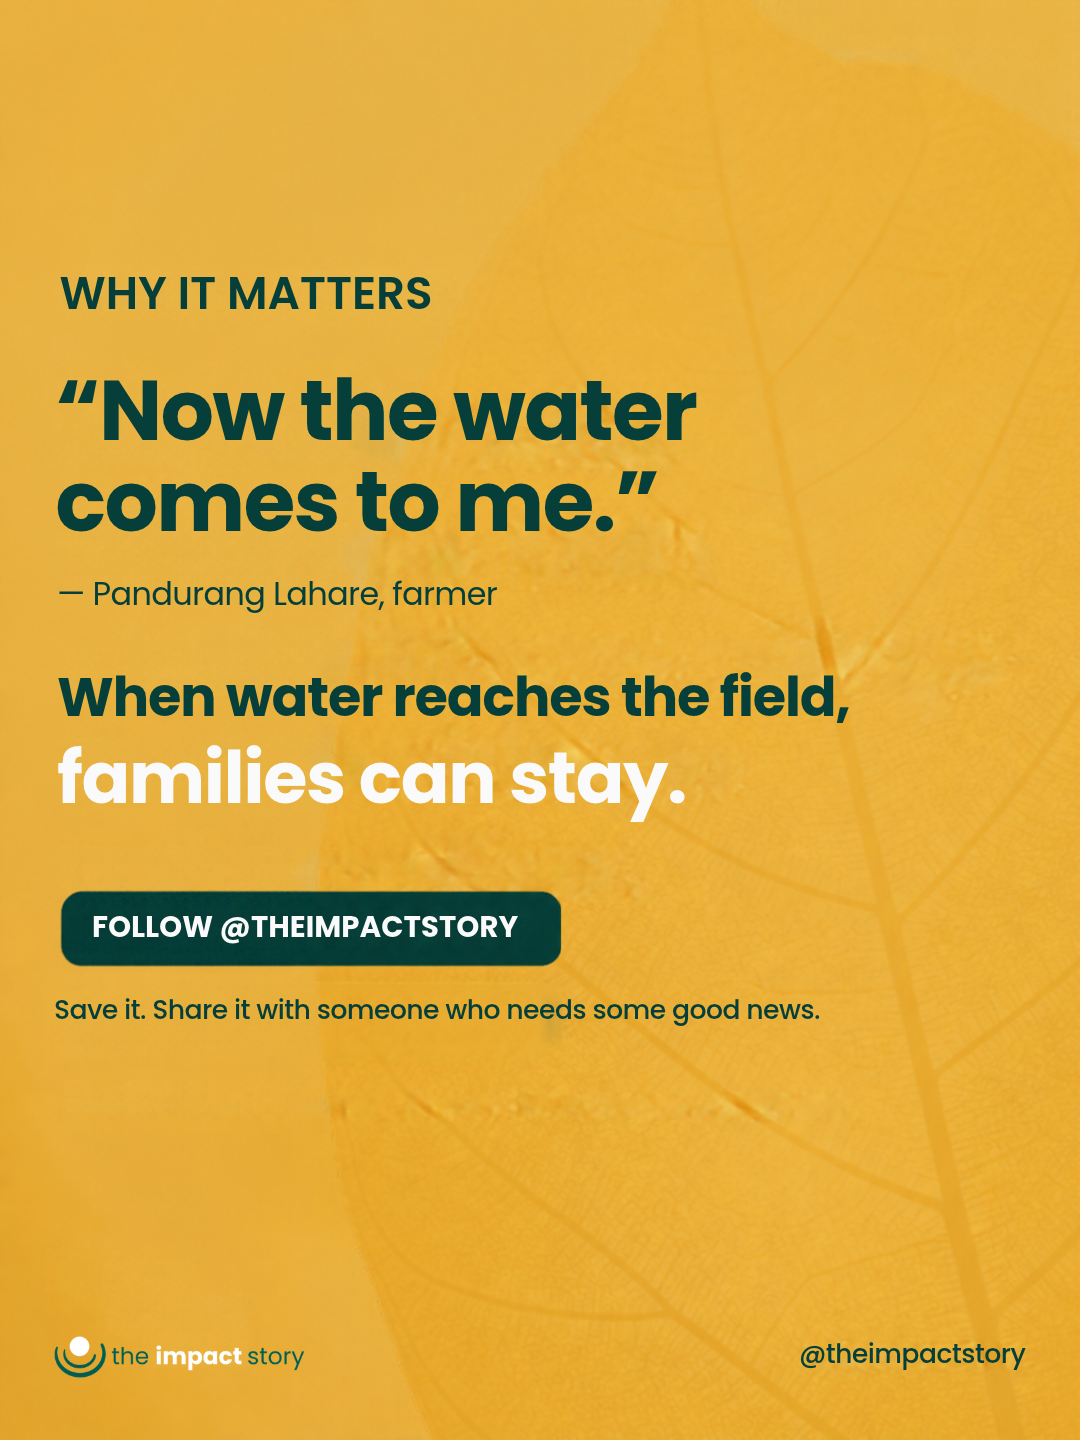 WHY IT MATTERS
“Now the water
comes to me.”
— Pandurang Lahare, farmer
When water reaches the field,
families can stay.
FOLLOW @THEIMPACTSTORY
Save it. Share it with someone who needs some good news.
the impact story
@theimpactstory